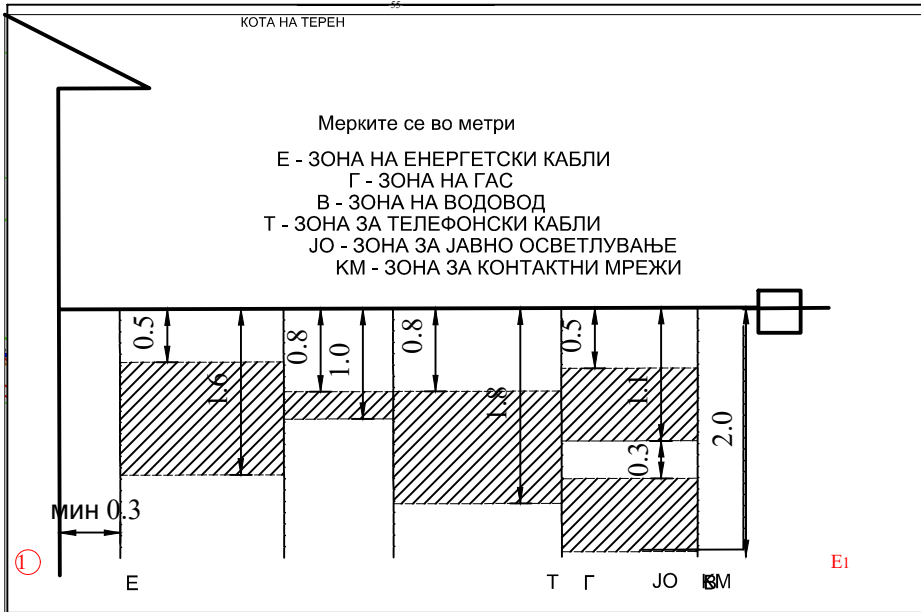 55
КОТА НА ТЕРЕН
Мерките се во метри
Е - ЗОНА НА ЕНЕРГЕТСКИ КАБЛИ
Г - ЗОНА НА ГАС
В - ЗОНА НА ВОДОВОД
Т - ЗОНА ЗА ТЕЛЕФОНСКИ КАБЛИ
ЈО - ЗОНА ЗА ЈАВНО ОСВЕТЛУВАЊЕ
КМ - ЗОНА ЗА КОНТАКТНИ МРЕЖИ
0.5 1.6 0.8 1.0 0.8 1.8 0.5 1.1 0.3 2.0
мин 0.3
1 E1
Е Т Г ЈО В КМ